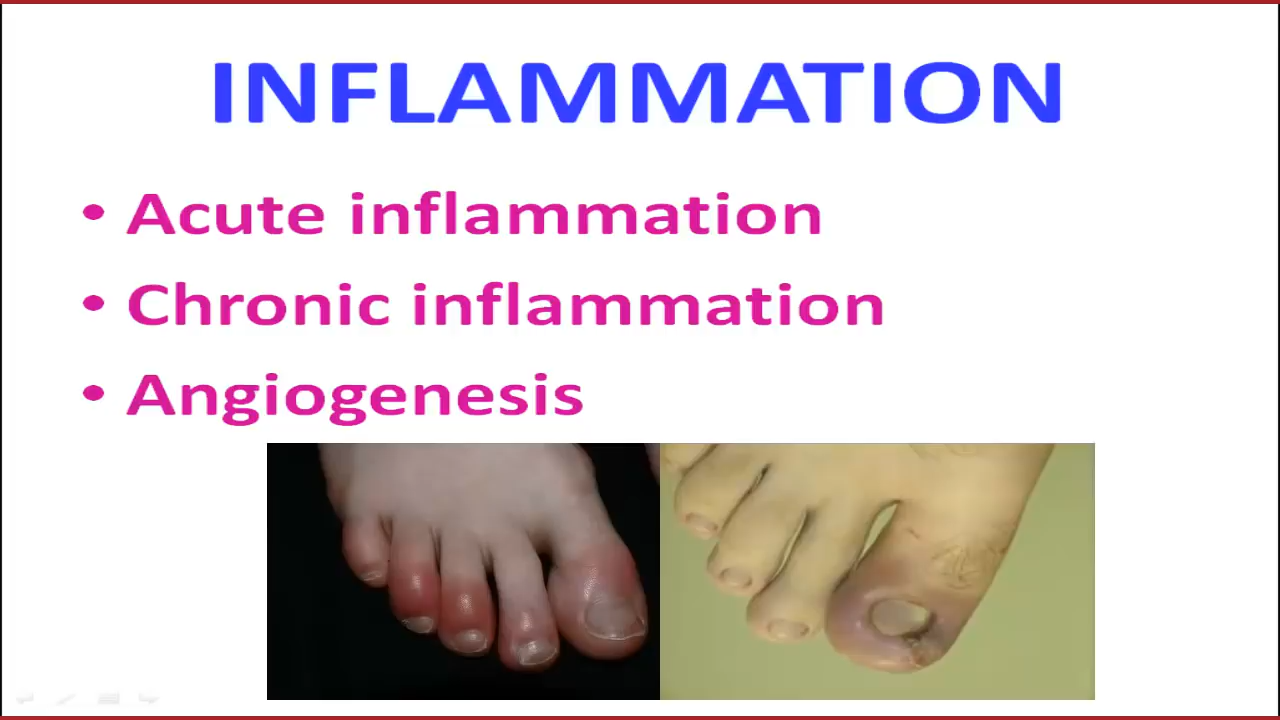 INFLAMMATION
• Acute inflammation
• Chronic inflammation
• Angiogenesis